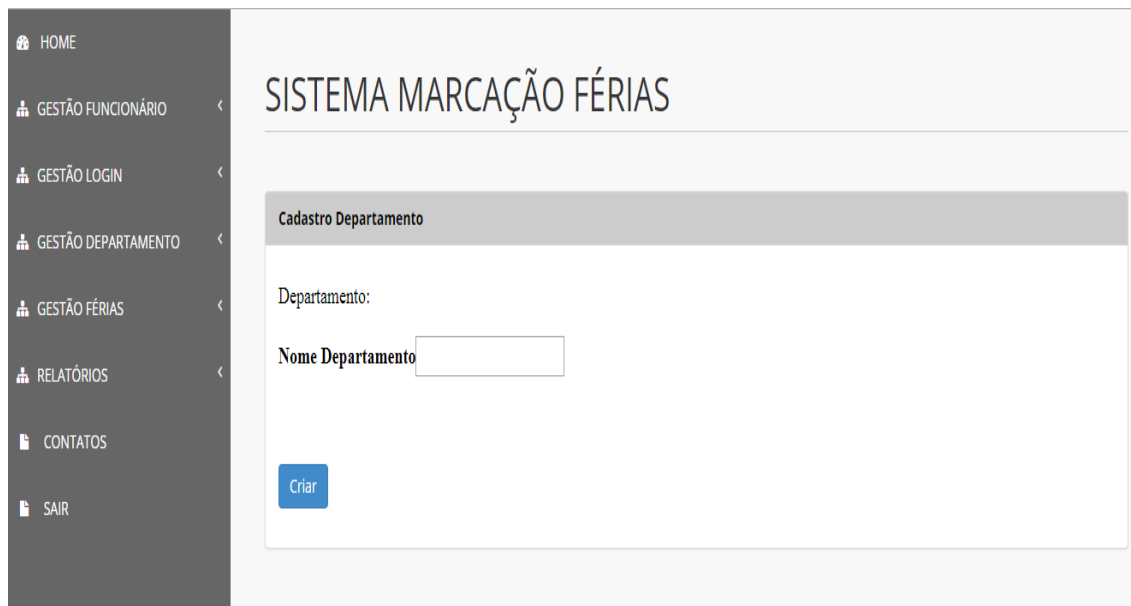 HOME
GESTÃO FUNCIONÁRIO
GESTÃO LOGIN
GESTÃO DEPARTAMENTO
GESTÃO FÉRIAS
RELATÓRIOS
CONTATOS
SAIR
SISTEMA MARCAÇÃO FÉRIAS
Cadastro Departamento
Departamento:
Nome Departamento
Criar